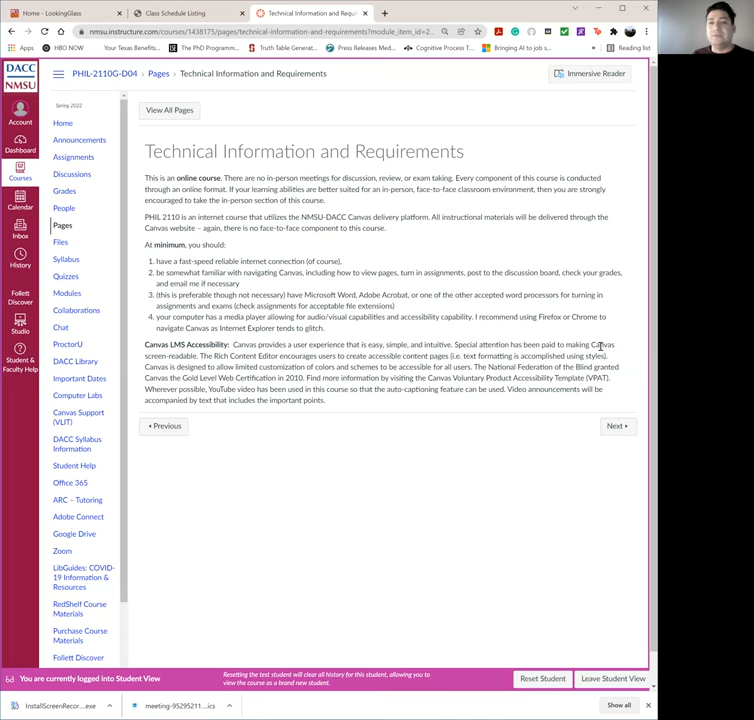 Home - LookingGlass
Class Schedule Listing
Technical Information and Requi
nmsu.instructure.com/courses/1438175/pages/technical-information-and-requirements?module_item_id=2...
Apps
HBO NOW
Your Texas Benefits
The PhD Programm...
Truth Table Generat...
Press Releases Med...
Cognitive Process T...
Bringing AI to job s...
»
Reading list
DACC
NMSU
Account
Dashboard
Courses
Calendar
Inbox
History
Follett
Discover
Studio
Student &
Faculty Help
PHIL-2110G-D04 › Pages › Technical Information and Requirements
Immersive Reader
Spring 2022
Home
Announcements
Assignments
Discussions
Grades
People
Pages
Files
Syllabus
Quizzes
Modules
Collaborations
Chat
ProctorU
DACC Library
Important Dates
Computer Labs
Canvas Support
(VLIT)
DACC Syllabus
Information
Student Help
Office 365
ARC – Tutoring
Adobe Connect
Google Drive
Zoom
LibGuides: COVID-
19 Information &
Resources
RedShelf Course
Materials
Purchase Course
Materials
Follett Discover
View All Pages
Technical Information and Requirements
This is an online course. There are no in-person meetings for discussion, review, or exam taking. Every component of this course is conducted
through an online format. If your learning abilities are better suited for an in-person, face-to-face classroom environment, then you are strongly
encouraged to take the in-person section of this course.
PHIL 2110 is an internet course that utilizes the NMSU-DACC Canvas delivery platform. All instructional materials will be delivered through the
Canvas website – again, there is no face-to-face component to this course.
At minimum, you should:
1. have a fast-speed reliable internet connection (of course),
2. be somewhat familiar with navigating Canvas, including how to view pages, turn in assignments, post to the discussion board, check your grades,
and email me if necessary
3. (this is preferable though not necessary) have Microsoft Word, Adobe Acrobat, or one of the other accepted word processors for turning in
assignments and exams (check assignments for acceptable file extensions)
4. your computer has a media player allowing for audio/visual capabilities and accessibility capability. I recommend using Firefox or Chrome to
navigate Canvas as Internet Explorer tends to glitch.
Canvas LMS Accessibility: Canvas provides a user experience that is easy, simple, and intuitive. Special attention has been paid to making Canvas
screen-readable. The Rich Content Editor encourages users to create accessible content pages (i.e. text formatting is accomplished using styles).
Canvas is designed to allow limited customization of colors and schemes to be accessible for all users. The National Federation of the Blind granted
Canvas the Gold Level Web Certification in 2010. Find more information by visiting the Canvas Voluntary Product Accessibility Template (VPAT).
Wherever possible, YouTube video has been used in this course so that the auto-captioning feature can be used. Video announcements will be
accompanied by text that includes the important points.
Previous
Next
You are currently logged into Student View
Resetting the test student will clear all history for this student, allowing you to
view the course as a brand new student.
Reset Student
Leave Student View
InstallScreenRecor....exe
meeting-95295211....ics
Show all